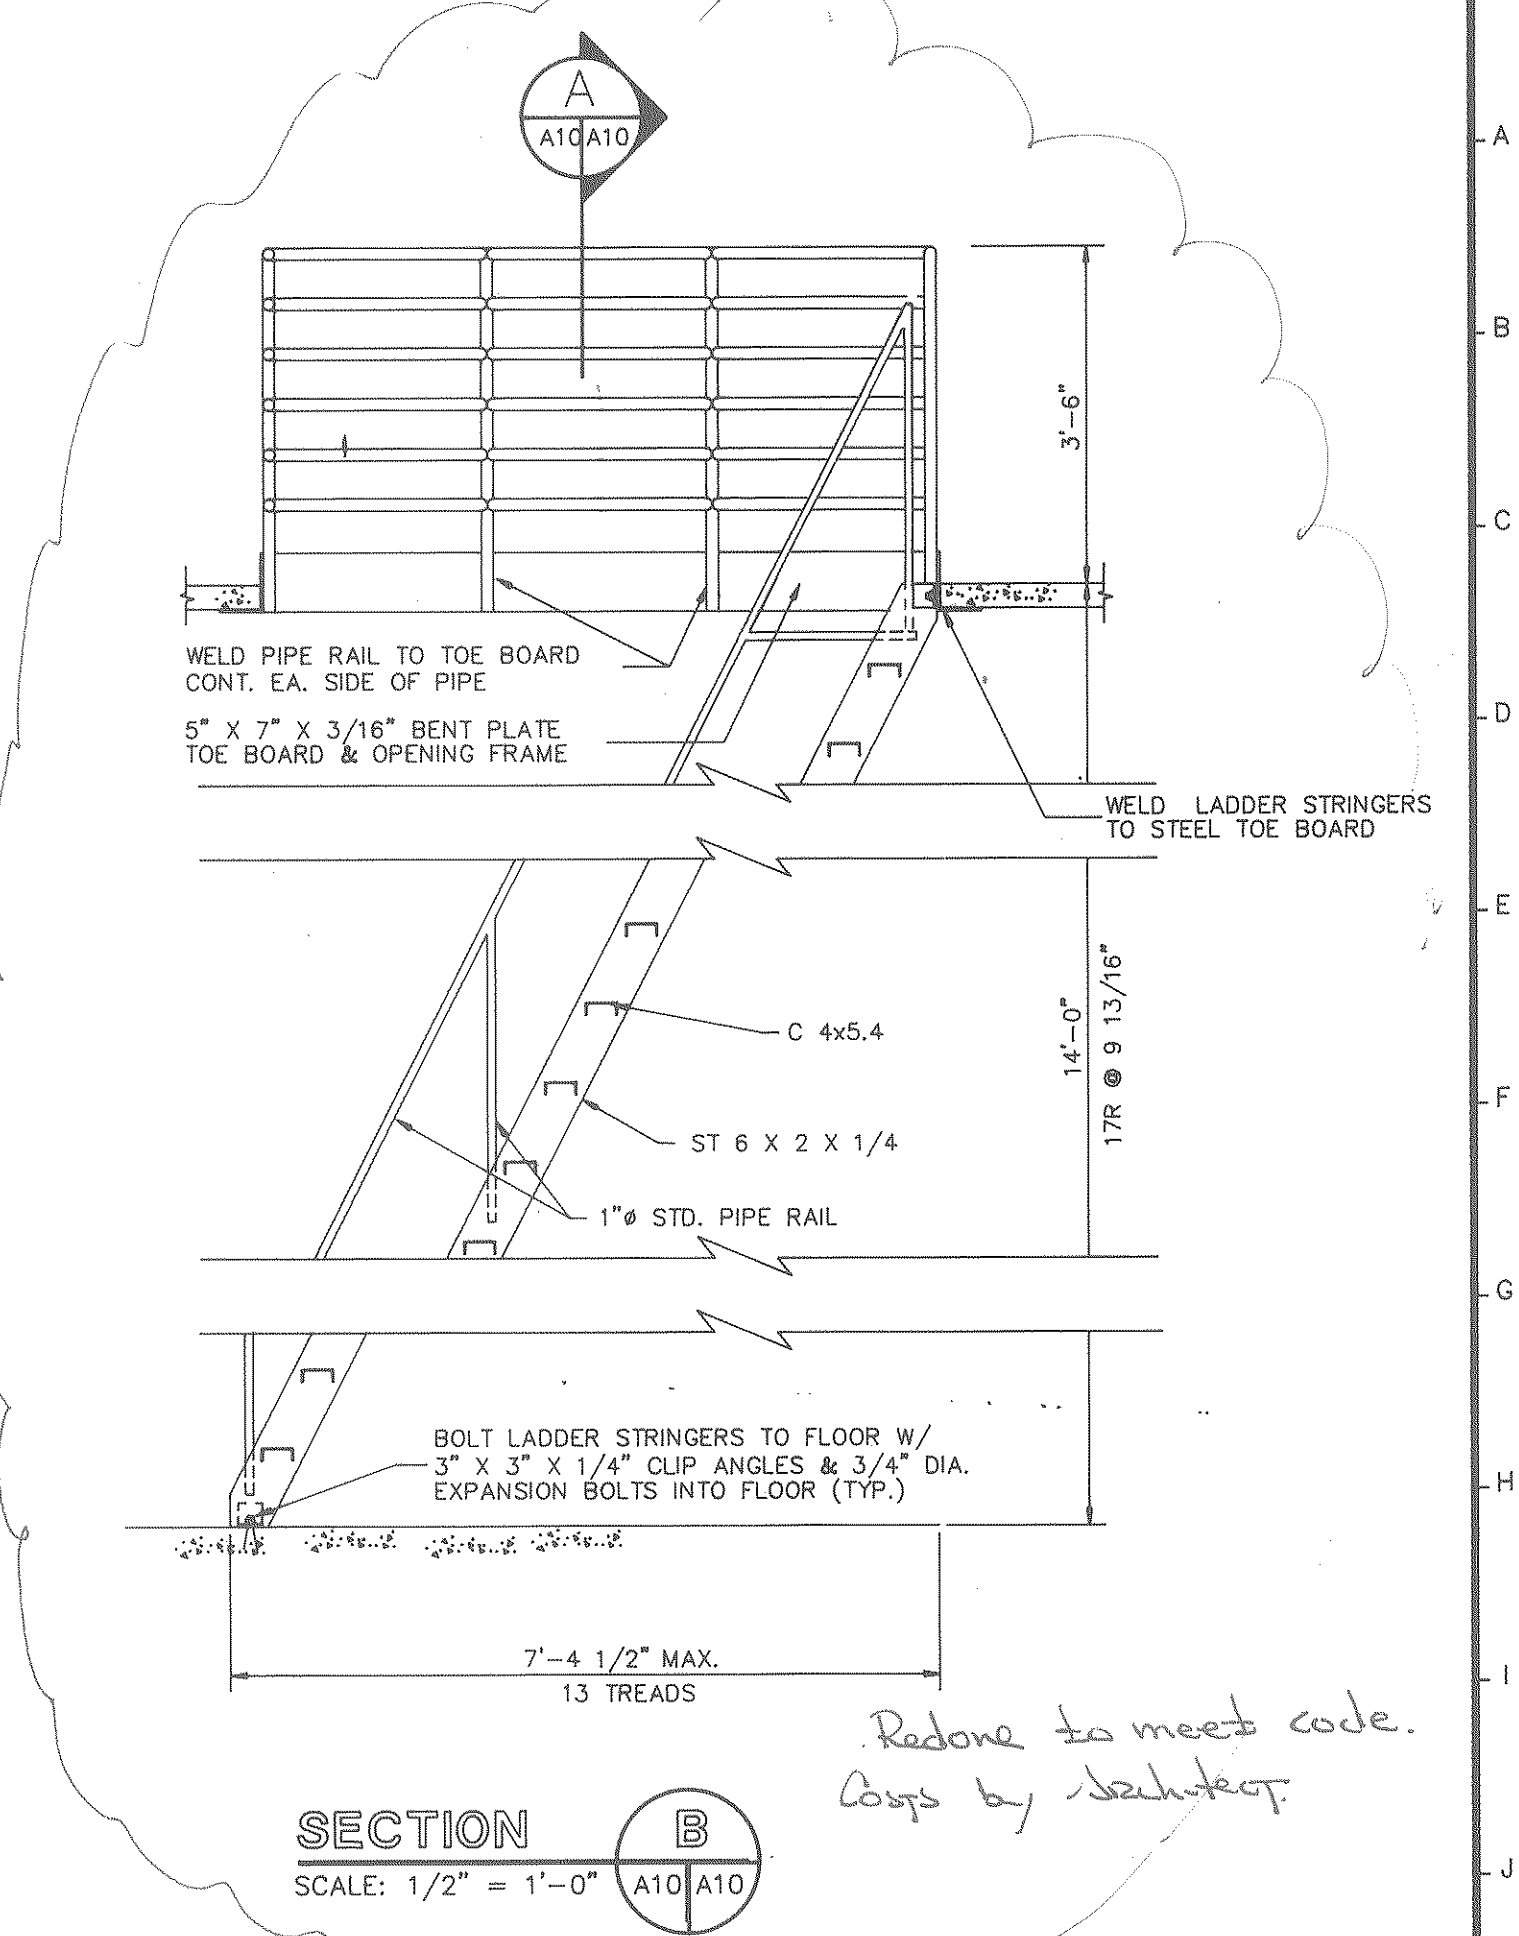 A
A10 A10
A
B
3'-6"
C
WELD PIPE RAIL TO TOE BOARD
CONT. EA. SIDE OF PIPE
5" X 7" X 3/16" BENT PLATE
TOE BOARD & OPENING FRAME
D
WELD LADDER STRINGERS
TO STEEL TOE BOARD
E
14'-0"
17R @ 9 13/16"
C 4x5.4
F
ST 6 X 2 X 1/4
1"ø STD. PIPE RAIL
G
BOLT LADDER STRINGERS TO FLOOR W/
3" X 3" X 1/4" CLIP ANGLES & 3/4" DIA.
EXPANSION BOLTS INTO FLOOR (TYP.)
H
7'-4 1/2" MAX.
13 TREADS
I
Redone to meet code.
Costs by architect.
SECTION
B
SCALE: 1/2" = 1'-0"
A10 A10
J